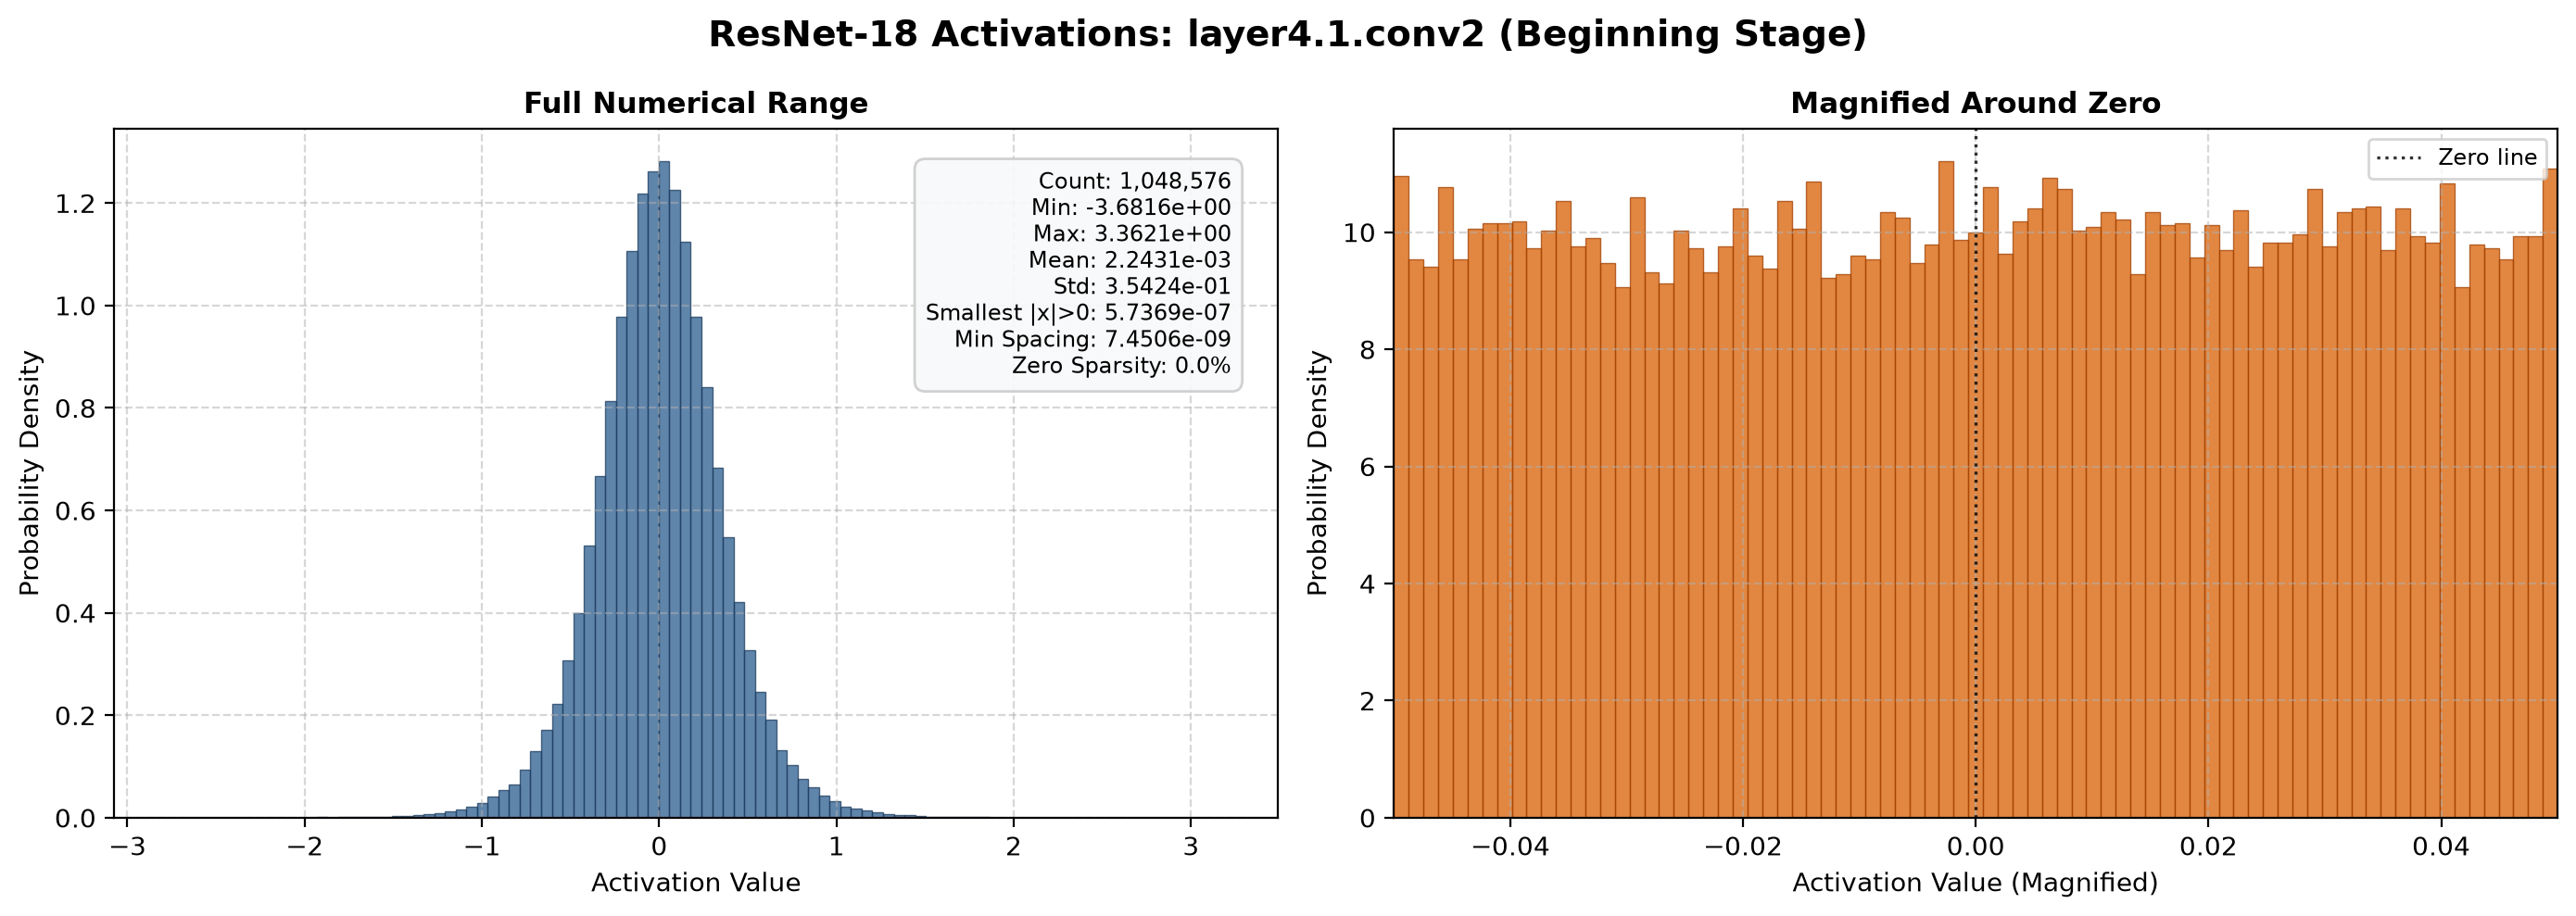 ResNet-18 Activations: layer4.1.conv2 (Beginning Stage)
Full Numerical Range
Probability Density
1.2
1.0
0.8
0.6
0.4
0.2
0.0
Count: 1,048,576
Min: -3.6816e+00
Max: 3.3621e+00
Mean: 2.2431e-03
Std: 3.5424e-01
Smallest |x|>0: 5.7369e-07
Min Spacing: 7.4506e-09
Zero Sparsity: 0.0%
−3 −2 −1 0 1 2 3
Activation Value
Magnified Around Zero
Probability Density
Zero line
10
8
6
4
2
0
−0.04 −0.02 0.00 0.02 0.04
Activation Value (Magnified)